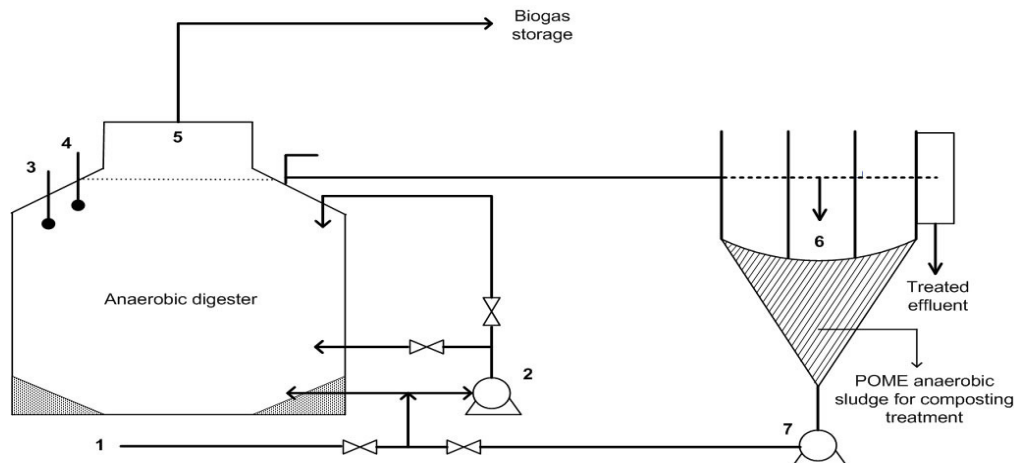 Biogas
storage
5
4
3
6
Anaerobic digester
Treated
effluent
2
POME anaerobic
sludge for composting
treatment
7
1